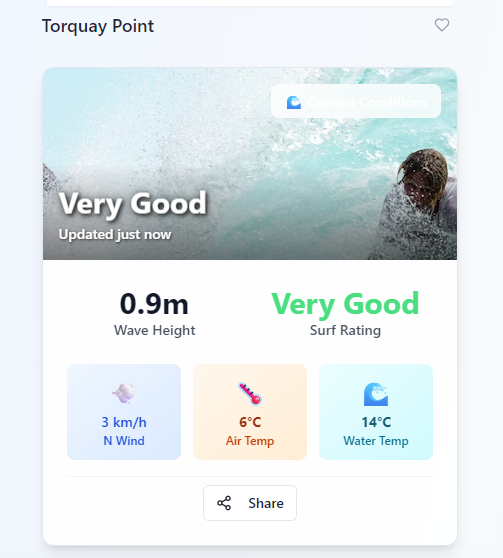 Torquay Point
Current Conditions
Very Good
Updated just now
0.9m
Wave Height
Very Good
Surf Rating
3 km/h
N Wind
6°C
Air Temp
14°C
Water Temp
Share